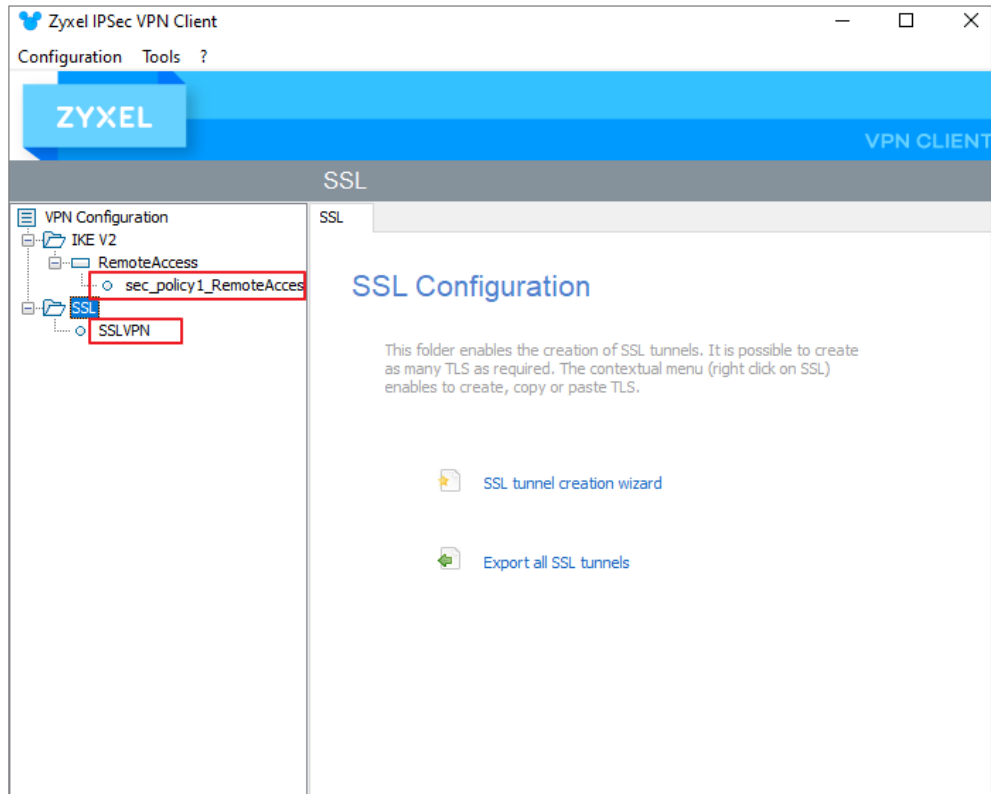 Zyxel IPSec VPN Client
Configuration Tools ?
ZYXEL
VPN CLIENT
SSL
VPN Configuration
IKE V2
RemoteAccess
sec_policy1_RemoteAcces
SSL
SSLVPN
SSL
SSL Configuration
This folder enables the creation of SSL tunnels. It is possible to create
as many TLS as required. The contextual menu (right click on SSL)
enables to create, copy or paste TLS.
SSL tunnel creation wizard
Export all SSL tunnels